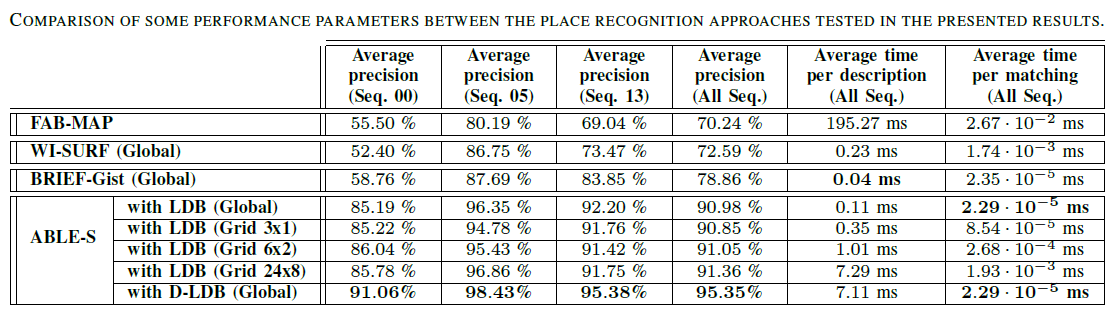 COMPARISON OF SOME PERFORMANCE PARAMETERS BETWEEN THE PLACE RECOGNITION APPROACHES TESTED IN THE PRESENTED RESULTS.
Average precision (Seq. 00) Average precision (Seq. 05) Average precision (Seq. 13) Average precision (All Seq.) Average time per description (All Seq.) Average time per matching (All Seq.)
FAB-MAP 55.50 % 80.19 % 69.04 % 70.24 % 195.27 ms 2.67 · 10⁻² ms
WI-SURF (Global) 52.40 % 86.75 % 73.47 % 72.59 % 0.23 ms 1.74 · 10⁻³ ms
BRIEF-Gist (Global) 58.76 % 87.69 % 83.85 % 78.86 % 0.04 ms 2.35 · 10⁻⁵ ms
ABLE-S
with LDB (Global) 85.19 % 96.35 % 92.20 % 90.98 % 0.11 ms 2.29 · 10⁻⁵ ms
with LDB (Grid 3x1) 85.22 % 94.78 % 91.76 % 90.85 % 0.35 ms 8.54 · 10⁻⁵ ms
with LDB (Grid 6x2) 86.04 % 95.43 % 91.42 % 91.05 % 1.01 ms 2.68 · 10⁻⁴ ms
with LDB (Grid 24x8) 85.78 % 96.86 % 91.75 % 91.36 % 7.29 ms 1.93 · 10⁻³ ms
with D-LDB (Global) 91.06% 98.43% 95.38% 95.35% 7.11 ms 2.29 · 10⁻⁵ ms